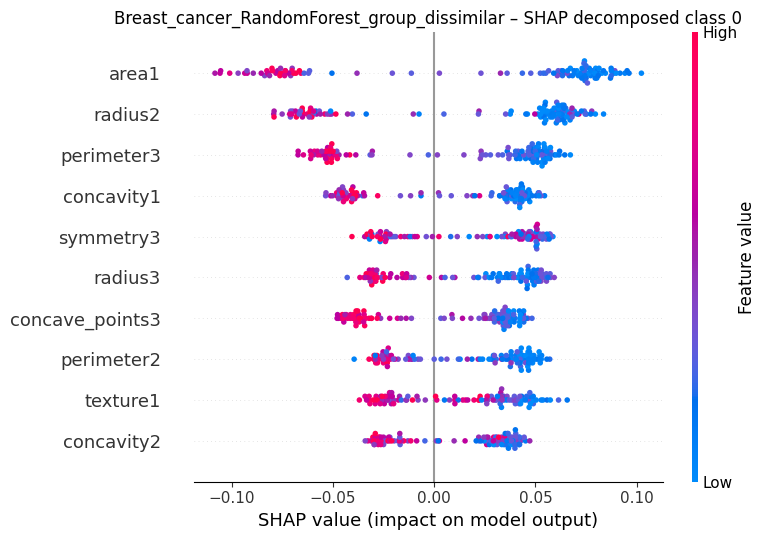 Breast_cancer_RandomForest_group_dissimilar – SHAP decomposed class 0
High
area1
radius2
perimeter3
concavity1
symmetry3
radius3
concave_points3
perimeter2
texture1
concavity2
Feature value
Low
−0.10 −0.05 0.00 0.05 0.10
SHAP value (impact on model output)